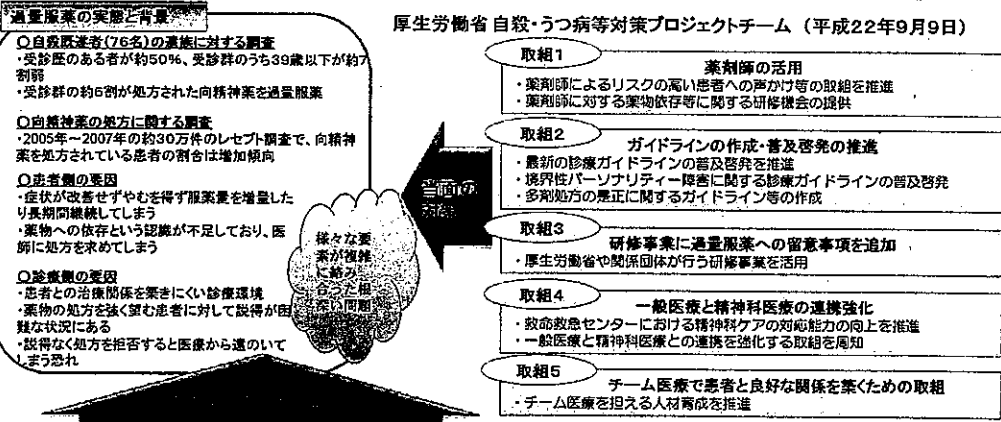 過量服薬の実態と背景
厚生労働省 自殺・うつ病等対策プロジェクトチーム (平成22年9月9日)
○自殺既遂者(76名)の遺族に対する調査
・受診歴のある者が約50%、受診群のうち39歳以下が約7
割弱
・受診群の約6割が処方された向精神薬を過量服薬
○向精神薬の処方に関する調査
・2005年~2007年の約30万件のレセプト調査で、向精神
薬を処方されている患者の割合は増加傾向
○患者側の要因
・症状が改善せずやむを得ず服薬量を増量した
り長期間継続してしまう
・薬物への依存という認識が不足しており、医
師に処方を求めてしまう
○診療側の要因
・患者との治療関係を築きにくい診療環境
・薬物の処方を強く望む患者に対して説得が困
難な状況にある
・説得なく処方を拒否すると医療から遠のいて
しまう恐れ
様々な要
素が複雑
に絡み
合った根
深い問題
当面の
対策
取組1
薬剤師の活用
・薬剤師によるリスクの高い患者への声かけ等の取組を推進
・薬剤師に対する薬物依存等に関する研修機会の提供
取組2
ガイドラインの作成・普及啓発の推進
・最新の診療ガイドラインの普及啓発を推進
・境界性パーソナリティー障害に関する診療ガイドラインの普及啓発
・多剤処方の是正に関するガイドライン等の作成
取組3
研修事業に過量服薬への留意事項を追加
・厚生労働省や関係団体が行う研修事業を活用
取組4
一般医療と精神科医療の連携強化
・救命救急センターにおける精神科ケアの対応能力の向上を推進
・一般医療と精神科医療との連携を強化する取組を周知
取組5
チーム医療で患者と良好な関係を築くための取組
・チーム医療を担える人材育成を推進